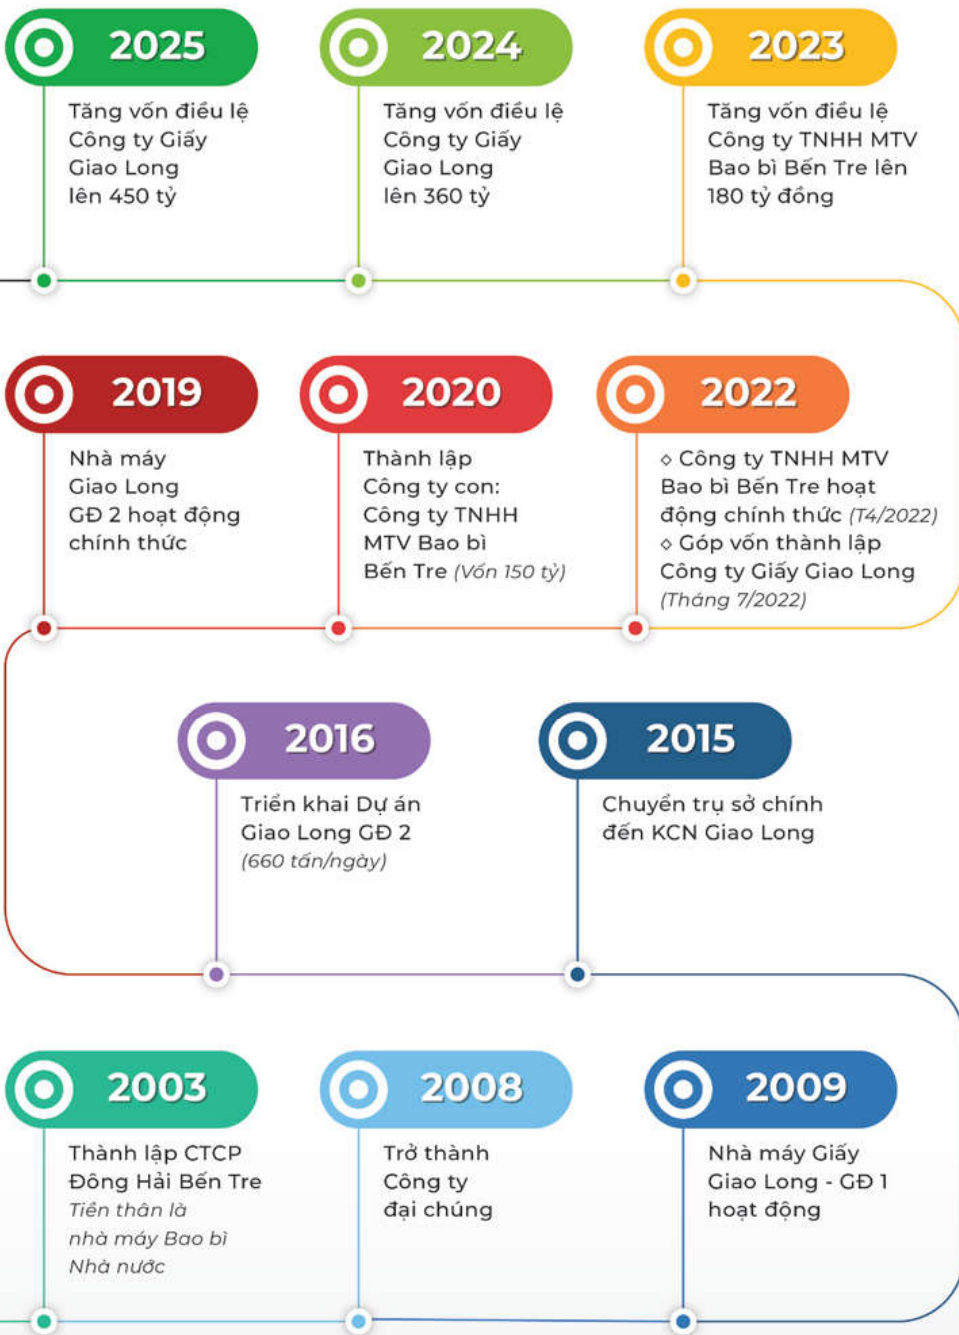 2025
Tăng vốn điều lệ
Công ty Giấy
Giao Long
lên 450 tỷ
2024
Tăng vốn điều lệ
Công ty Giấy
Giao Long
lên 360 tỷ
2023
Tăng vốn điều lệ
Công ty TNHH MTV
Bao bì Bến Tre lên
180 tỷ đồng
2019
Nhà máy
Giao Long
GĐ 2 hoạt động
chính thức
2020
Thành lập
Công ty con:
Công ty TNHH
MTV Bao bì
Bến Tre (Vốn 150 tỷ)
2022
◇ Công ty TNHH MTV
Bao bì Bến Tre hoạt
động chính thức (T4/2022)
◇ Góp vốn thành lập
Công ty Giấy Giao Long
(Tháng 7/2022)
2016
Triển khai Dự án
Giao Long GĐ 2
(660 tấn/ngày)
2015
Chuyển trụ sở chính
đến KCN Giao Long
2003
Thành lập CTCP
Đông Hải Bến Tre
Tiền thân là
nhà máy Bao bì
Nhà nước
2008
Trở thành
Công ty
đại chúng
2009
Nhà máy Giấy
Giao Long - GĐ 1
hoạt động